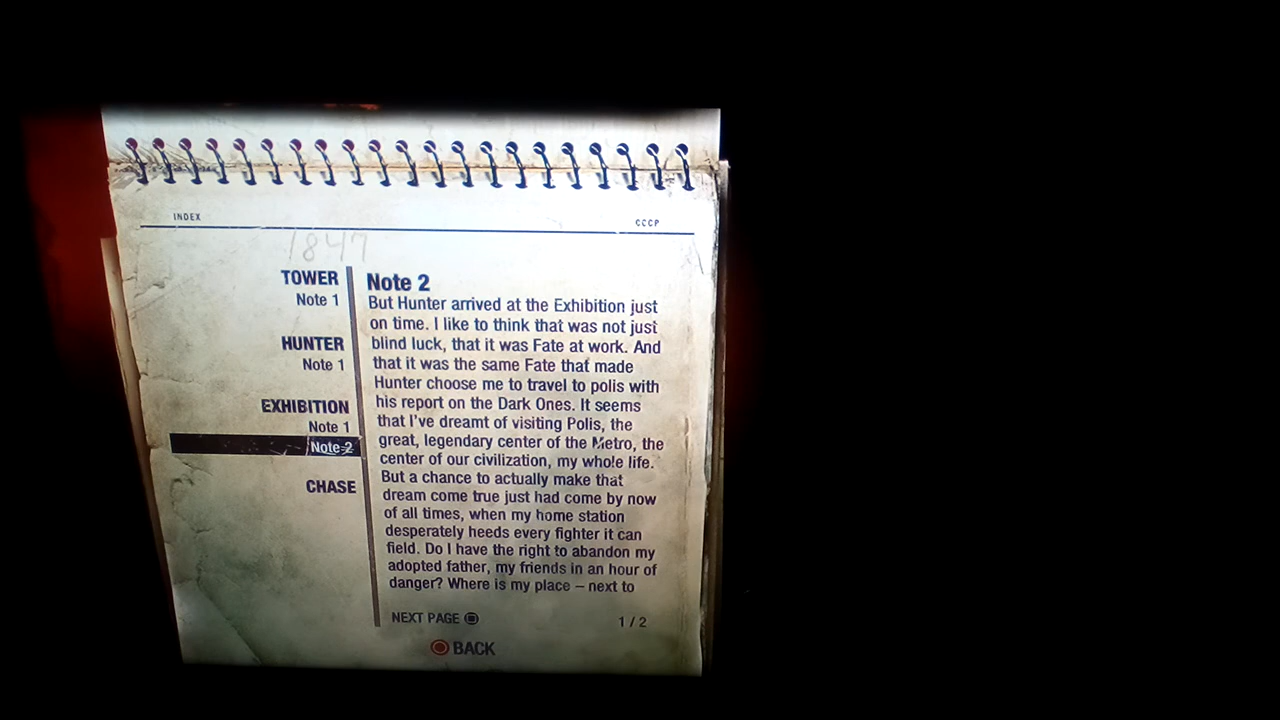 INDEX
CCCP
1847
TOWER
Note 1
HUNTER
Note 1
EXHIBITION
Note 1
Note 2
CHASE
Note 2
But Hunter arrived at the Exhibition just
on time. I like to think that was not just
blind luck, that it was Fate at work. And
that it was the same Fate that made
Hunter choose me to travel to polis with
his report on the Dark Ones. It seems
that I've dreamt of visiting Polis, the
great, legendary center of the Metro, the
center of our civilization, my whole life.
But a chance to actually make that
dream come true just had come by now
of all times, when my home station
desperately heeds every fighter it can
field. Do I have the right to abandon my
adopted father, my friends in an hour of
danger? Where is my place – next to
NEXT PAGE
1 / 2
BACK